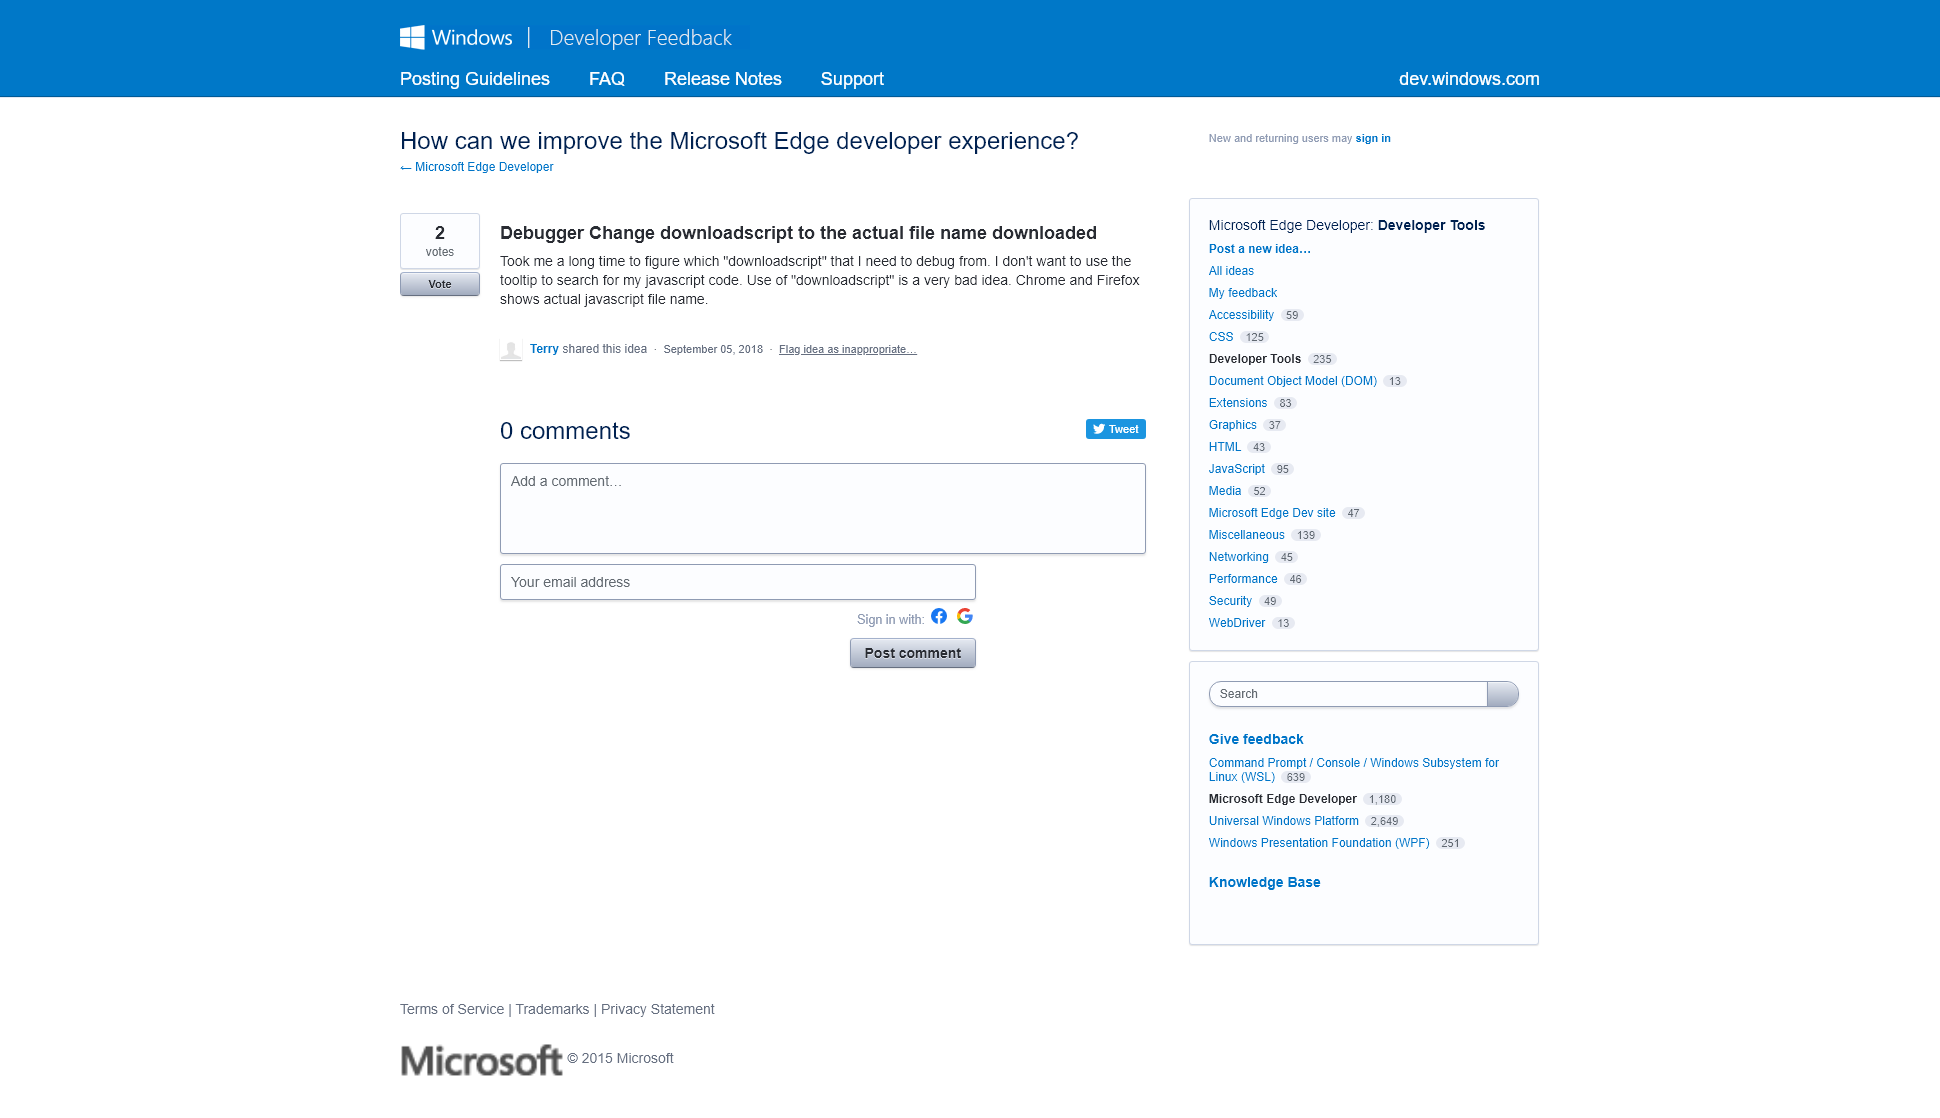 Windows | Developer Feedback
Posting Guidelines FAQ Release Notes Support dev.windows.com
How can we improve the Microsoft Edge developer experience?
← Microsoft Edge Developer
New and returning users may sign in
2
votes
Vote
Debugger Change downloadscript to the actual file name downloaded
Took me a long time to figure which "downloadscript" that I need to debug from. I don't want to use the
tooltip to search for my javascript code. Use of "downloadscript" is a very bad idea. Chrome and Firefox
shows actual javascript file name.
Terry shared this idea · September 05, 2018 · Flag idea as inappropriate…
0 comments
Tweet
Add a comment…
Your email address
Sign in with:
Post comment
Microsoft Edge Developer: Developer Tools
Post a new idea…
All ideas
My feedback
Accessibility 59
CSS 125
Developer Tools 235
Document Object Model (DOM) 13
Extensions 83
Graphics 37
HTML 43
JavaScript 95
Media 52
Microsoft Edge Dev site 47
Miscellaneous 139
Networking 45
Performance 46
Security 49
WebDriver 13
Search
Give feedback
Command Prompt / Console / Windows Subsystem for
Linux (WSL) 639
Microsoft Edge Developer 1,180
Universal Windows Platform 2,649
Windows Presentation Foundation (WPF) 251
Knowledge Base
Terms of Service | Trademarks | Privacy Statement
Microsoft © 2015 Microsoft